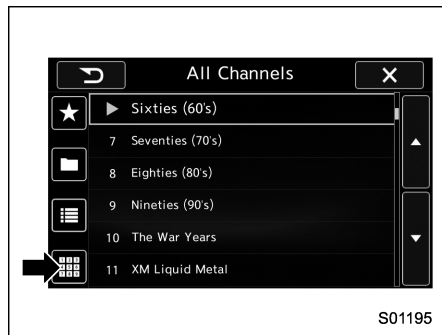 All Channels
Sixties (60's)
7 Seventies (70's)
8 Eighties (80's)
9 Nineties (90's)
10 The War Years
11 XM Liquid Metal
S01195